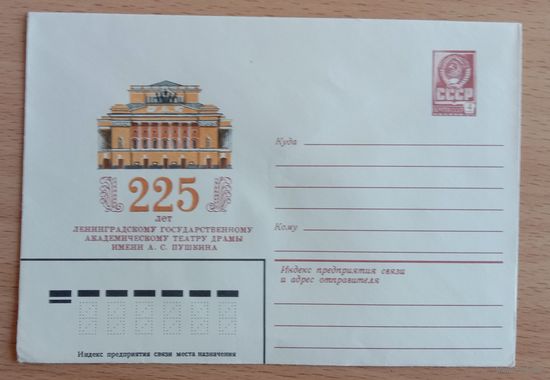 СССР
4
225
лет
ЛЕНИНГРАДСКОМУ ГОСУДАРСТВЕННОМУ
АКАДЕМИЧЕСКОМУ ТЕАТРУ ДРАМЫ
ИМЕНИ А. С. ПУШКИНА
Куда
Кому
Индекс предприятия связи
и адрес отправителя
Индекс предприятия связи места назначения